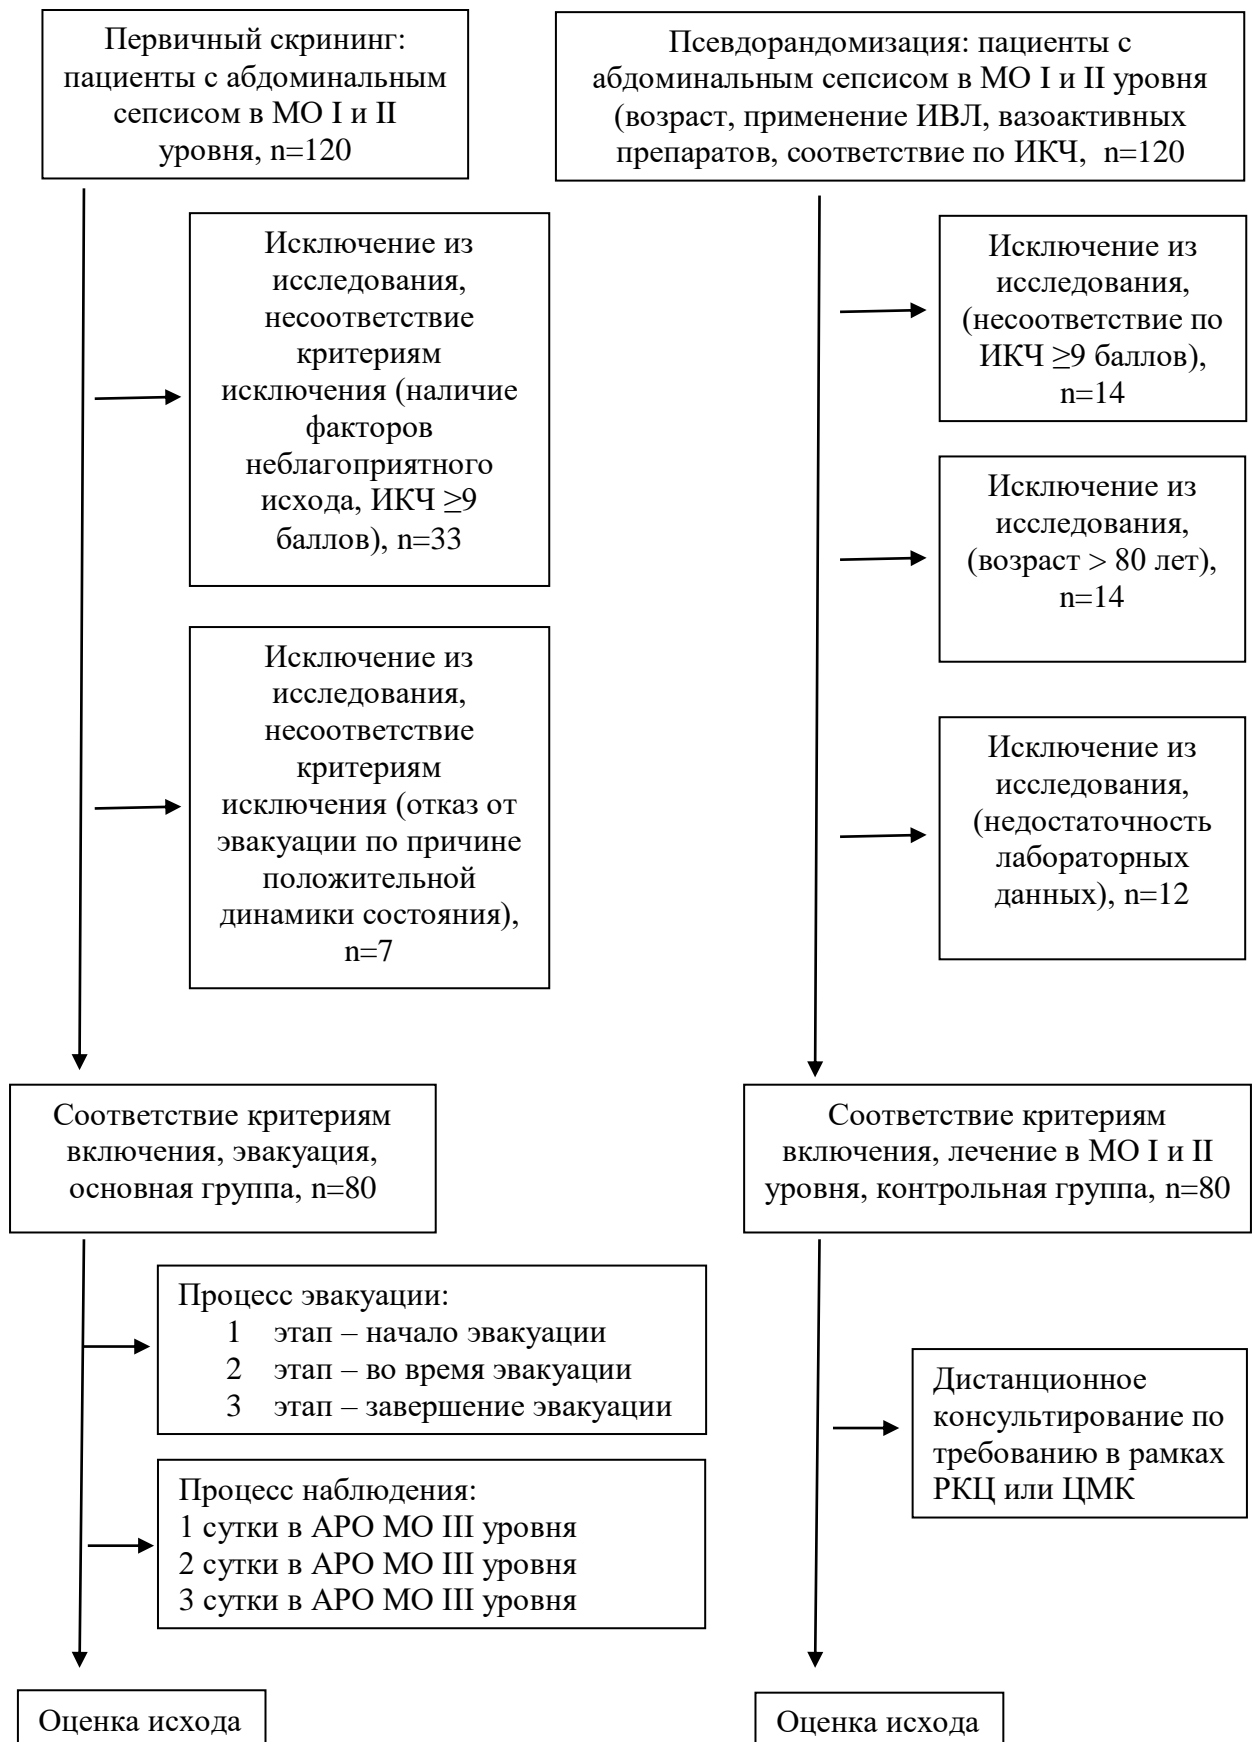 Первичный скрининг:
пациенты с абдоминальным
сепсисом в МО I и II
уровня, n=120
Псевдорандомизация: пациенты с
абдоминальным сепсисом в МО I и II уровня
(возраст, применение ИВЛ, вазоактивных
препаратов, соответствие по ИКЧ, n=120
Исключение из
исследования,
несоответствие
критериям
исключения (наличие
факторов
неблагоприятного
исхода, ИКЧ ≥9
баллов), n=33
Исключение из
исследования,
(несоответствие по
ИКЧ ≥9 баллов),
n=14
Исключение из
исследования,
(возраст > 80 лет),
n=14
Исключение из
исследования,
несоответствие
критериям
исключения (отказ от
эвакуации по причине
положительной
динамики состояния),
n=7
Исключение из
исследования,
(недостаточность
лабораторных
данных), n=12
Соответствие критериям
включения, эвакуация,
основная группа, n=80
Соответствие критериям
включения, лечение в МО I и II
уровня, контрольная группа, n=80
Процесс эвакуации:
1 этап – начало эвакуации
2 этап – во время эвакуации
3 этап – завершение эвакуации
Процесс наблюдения:
1 сутки в АРО МО III уровня
2 сутки в АРО МО III уровня
3 сутки в АРО МО III уровня
Дистанционное
консультирование по
требованию в рамках
РКЦ или ЦМК
Оценка исхода
Оценка исхода